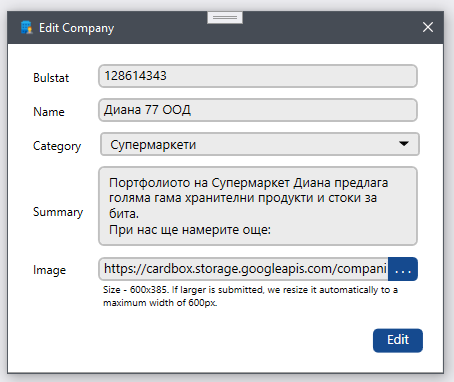 Edit Company
Bulstat
128614343
Name
Диана 77 ООД
Category
Супермаркети
Summary
Портфолиото на Супермаркет Диана предлага
голяма гама хранителни продукти и стоки за
бита.
При нас ще намерите още:
Image
https://cardbox.storage.googleapis.com/compani
...
Size - 600x385. If larger is submitted, we resize it automatically to a
maximum width of 600px.
Edit